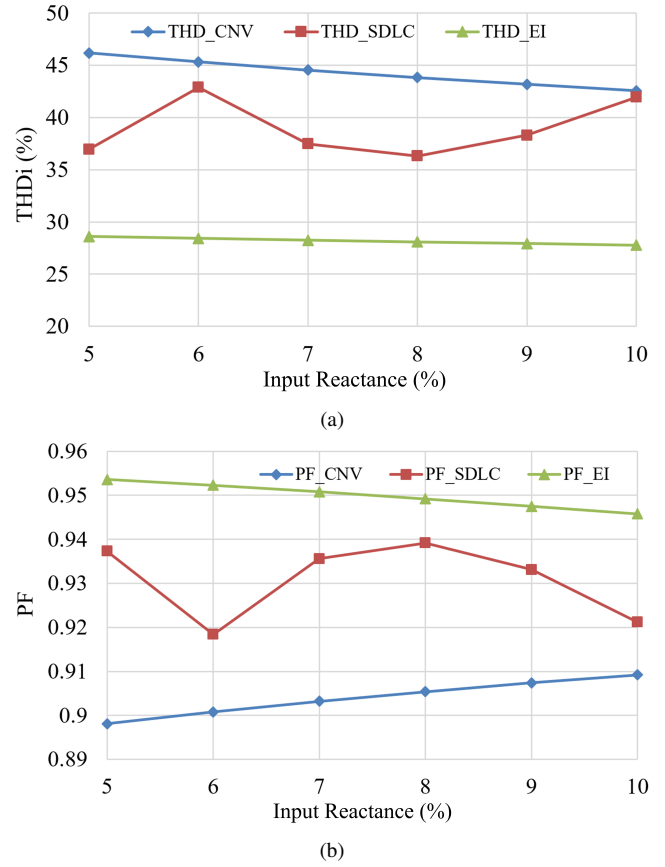 50
THD_CNV THD_SDLC THD_EI
45
40
THDi (%)
35
30
25
20
5 6 7 8 9 10
Input Reactance (%)
(a)
0.96
PF_CNV PF_SDLC PF_EI
0.95
0.94
0.93
PF
0.92
0.91
0.9
0.89
5 6 7 8 9 10
Input Reactance (%)
(b)